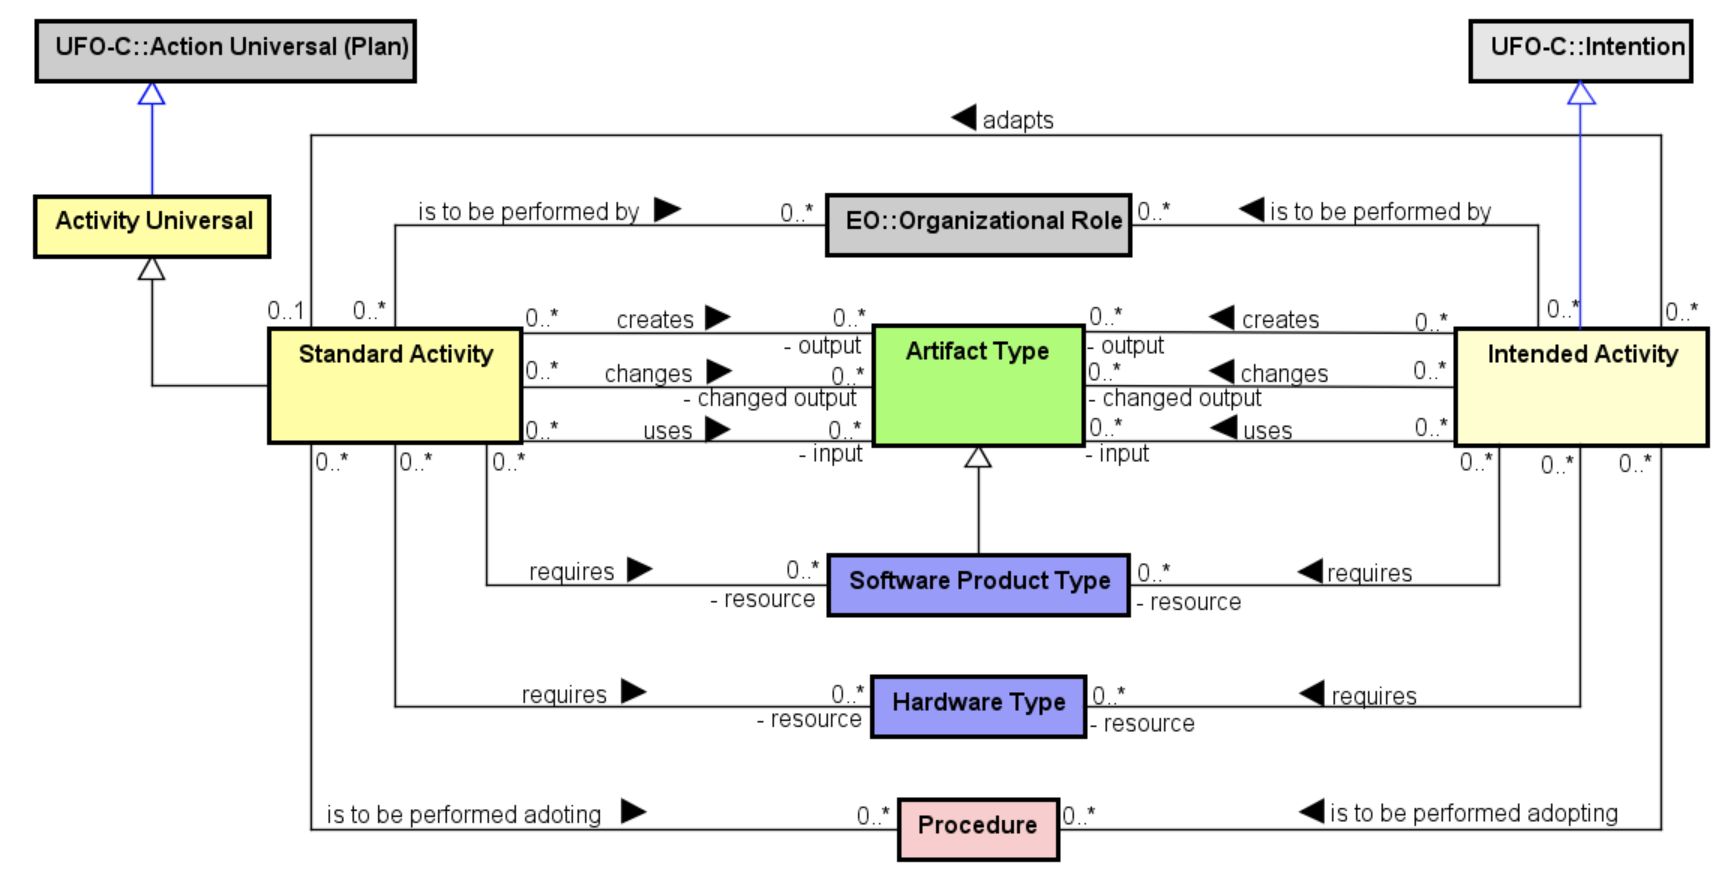 UFO-C::Action Universal (Plan)
UFO-C::Intention
adapts
Activity Universal
is to be performed by
0..*
EO::Organizational Role
0..*
is to be performed by
0..1
0..*
0..*
0..*
Standard Activity
0..*
creates
0..*
- output
Artifact Type
0..*
- output
creates
0..*
Intended Activity
0..*
changes
0..*
- changed output
0..*
- changed output
changes
0..*
0..*
uses
0..*
- input
0..*
- input
uses
0..*
0..*
0..*
0..*
0..*
0..*
0..*
requires
0..*
- resource
Software Product Type
0..*
- resource
requires
requires
0..*
- resource
Hardware Type
0..*
- resource
requires
is to be performed adoting
0..*
Procedure
0..*
is to be performed adopting